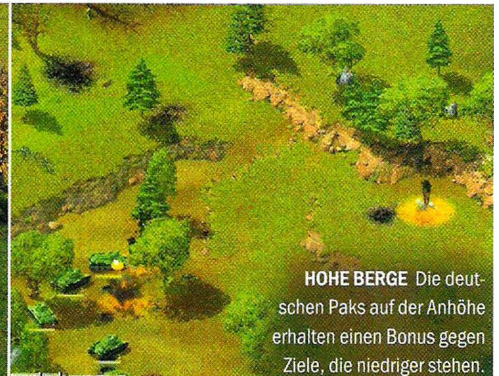 HOHE BERGE Die deut-
schen Paks auf der Anhöhe
erhalten einen Bonus gegen
Ziele, die niedriger stehen.